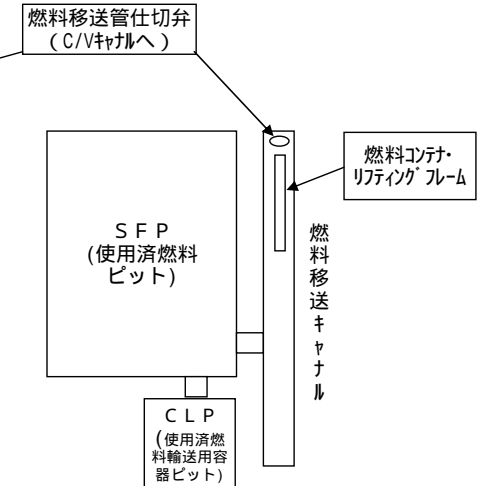 燃料移送管仕切弁
（C/Vｷｬﾅﾙへ）
燃料ｺﾝﾃﾅ・
ﾘﾌﾃｨﾝｸﾞﾌﾚｰﾑ
ＳＦＰ
(使用済燃料
ピット)
燃料移送キャナル
ＣＬＰ
(使用済燃
料輸送用容
器ピット)